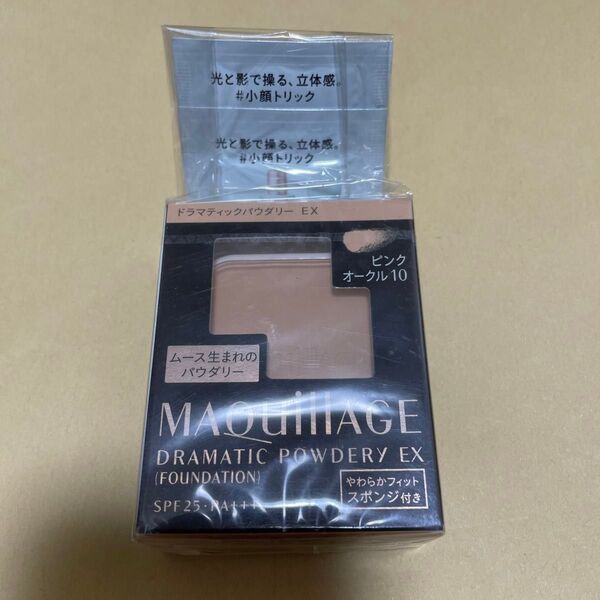 光と影で操る、立体感。
#小顔トリック
光と影で操る、立体感。
#小顔トリック
ドラマティックパウダリー EX
ピンク
オークル10
ムース生まれの
パウダリー
MAQuillAGE
DRAMATIC POWDERY EX
(FOUNDATION)
SPF25・PA+++
やわらかフィット
スポンジ付き